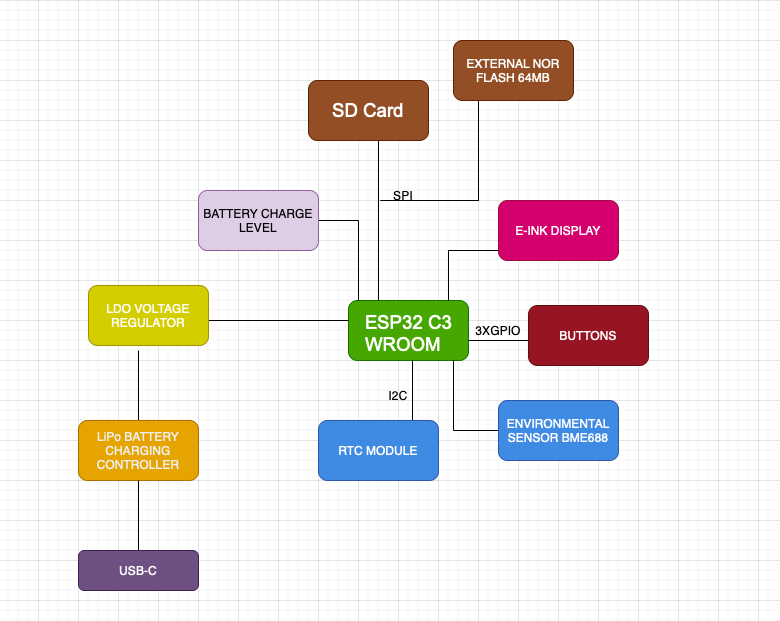 EXTERNAL NOR
FLASH 64MB
SD Card
SPI
BATTERY CHARGE
LEVEL
E-INK DISPLAY
LDO VOLTAGE
REGULATOR
ESP32 C3
WROOM
3XGPIO
BUTTONS
I2C
LiPo BATTERY
CHARGING
CONTROLLER
RTC MODULE
ENVIRONMENTAL
SENSOR BME688
USB-C